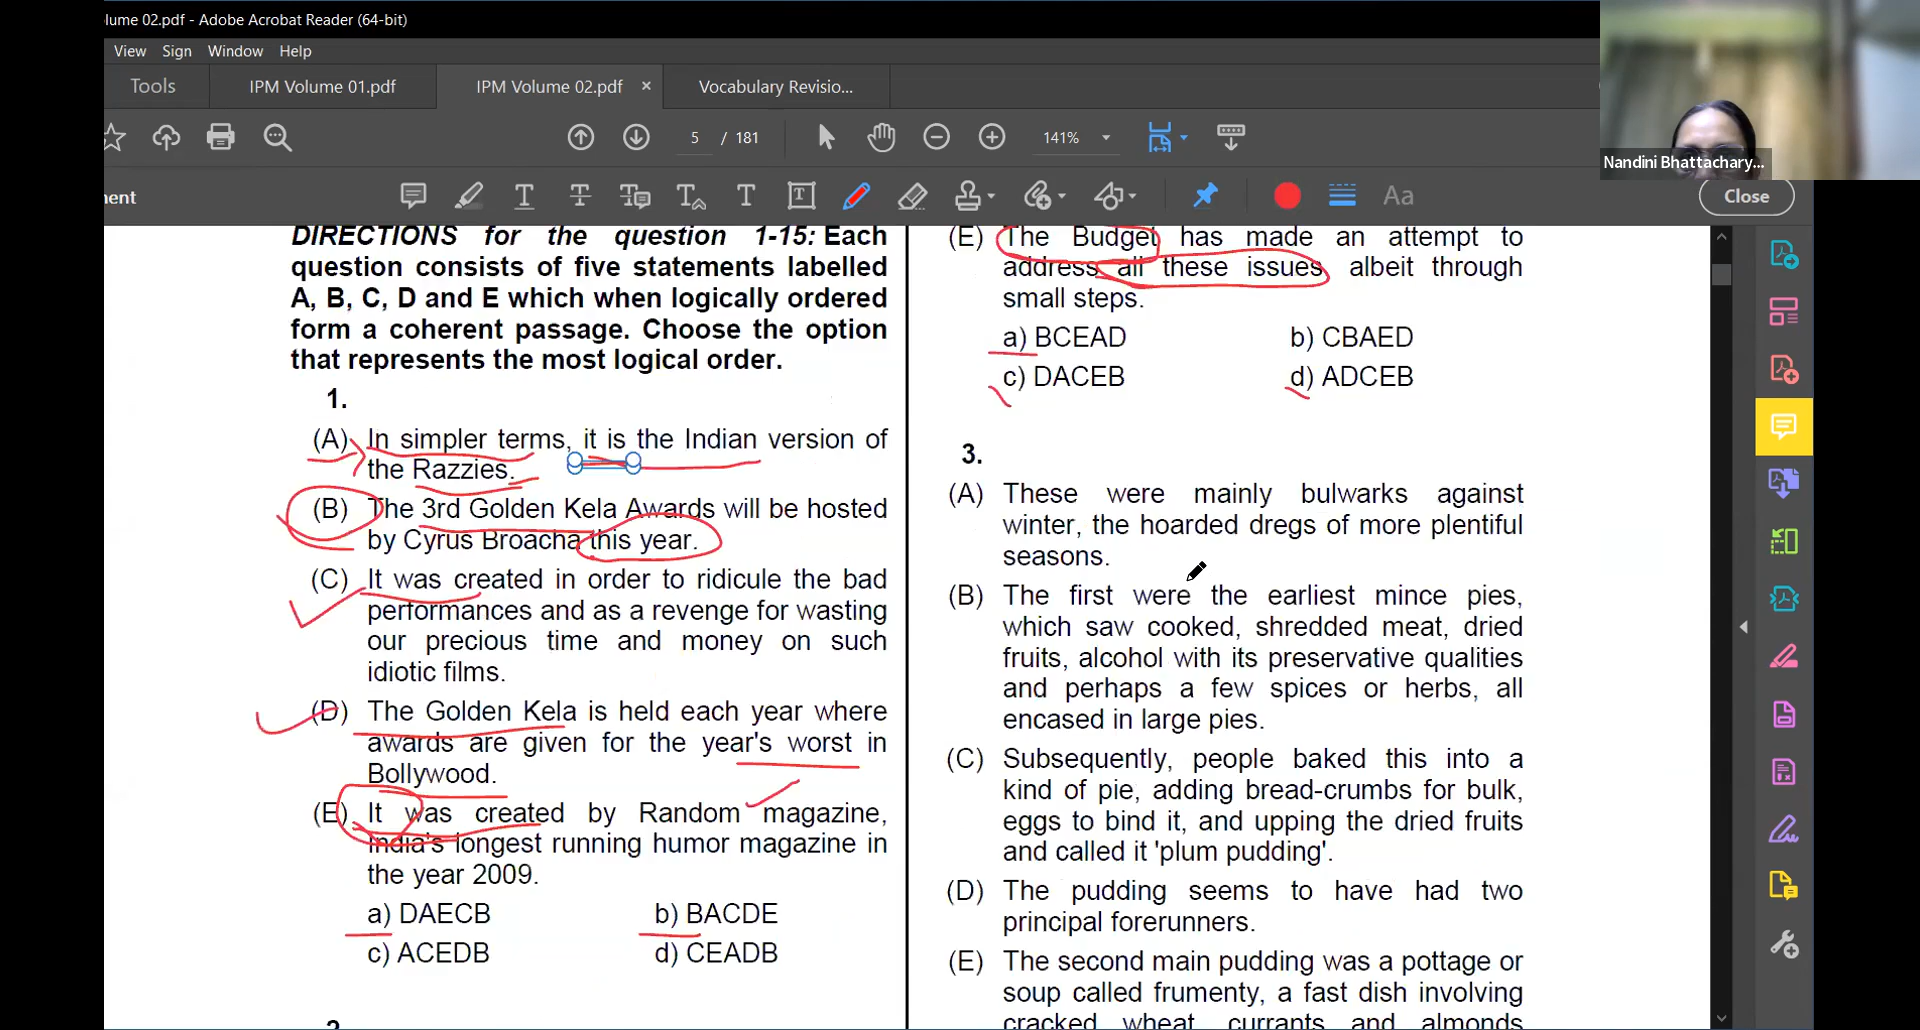 lume 02.pdf - Adobe Acrobat Reader (64-bit)
View Sign Window Help
Tools IPM Volume 01.pdf IPM Volume 02.pdf × Vocabulary Revisio...
5 / 181 141%
Nandini Bhattachary...
ent Aa Close
DIRECTIONS for the question 1-15: Each
question consists of five statements labelled
A, B, C, D and E which when logically ordered
form a coherent passage. Choose the option
that represents the most logical order.
1.
(A) In simpler terms, it is the Indian version of
the Razzies.
(B) The 3rd Golden Kela Awards will be hosted
by Cyrus Broacha this year.
(C) It was created in order to ridicule the bad
performances and as a revenge for wasting
our precious time and money on such
idiotic films.
(D) The Golden Kela is held each year where
awards are given for the year's worst in
Bollywood.
(E) It was created by Random magazine,
India's longest running humor magazine in
the year 2009.
a) DAECB b) BACDE
c) ACEDB d) CEADB
(E) The Budget has made an attempt to
address all these issues albeit through
small steps.
a) BCEAD b) CBAED
c) DACEB d) ADCEB
3.
(A) These were mainly bulwarks against
winter, the hoarded dregs of more plentiful
seasons.
(B) The first were the earliest mince pies,
which saw cooked, shredded meat, dried
fruits, alcohol with its preservative qualities
and perhaps a few spices or herbs, all
encased in large pies.
(C) Subsequently, people baked this into a
kind of pie, adding bread-crumbs for bulk,
eggs to bind it, and upping the dried fruits
and called it 'plum pudding'.
(D) The pudding seems to have had two
principal forerunners.
(E) The second main pudding was a pottage or
soup called frumenty, a fast dish involving
cracked wheat, currants and almonds